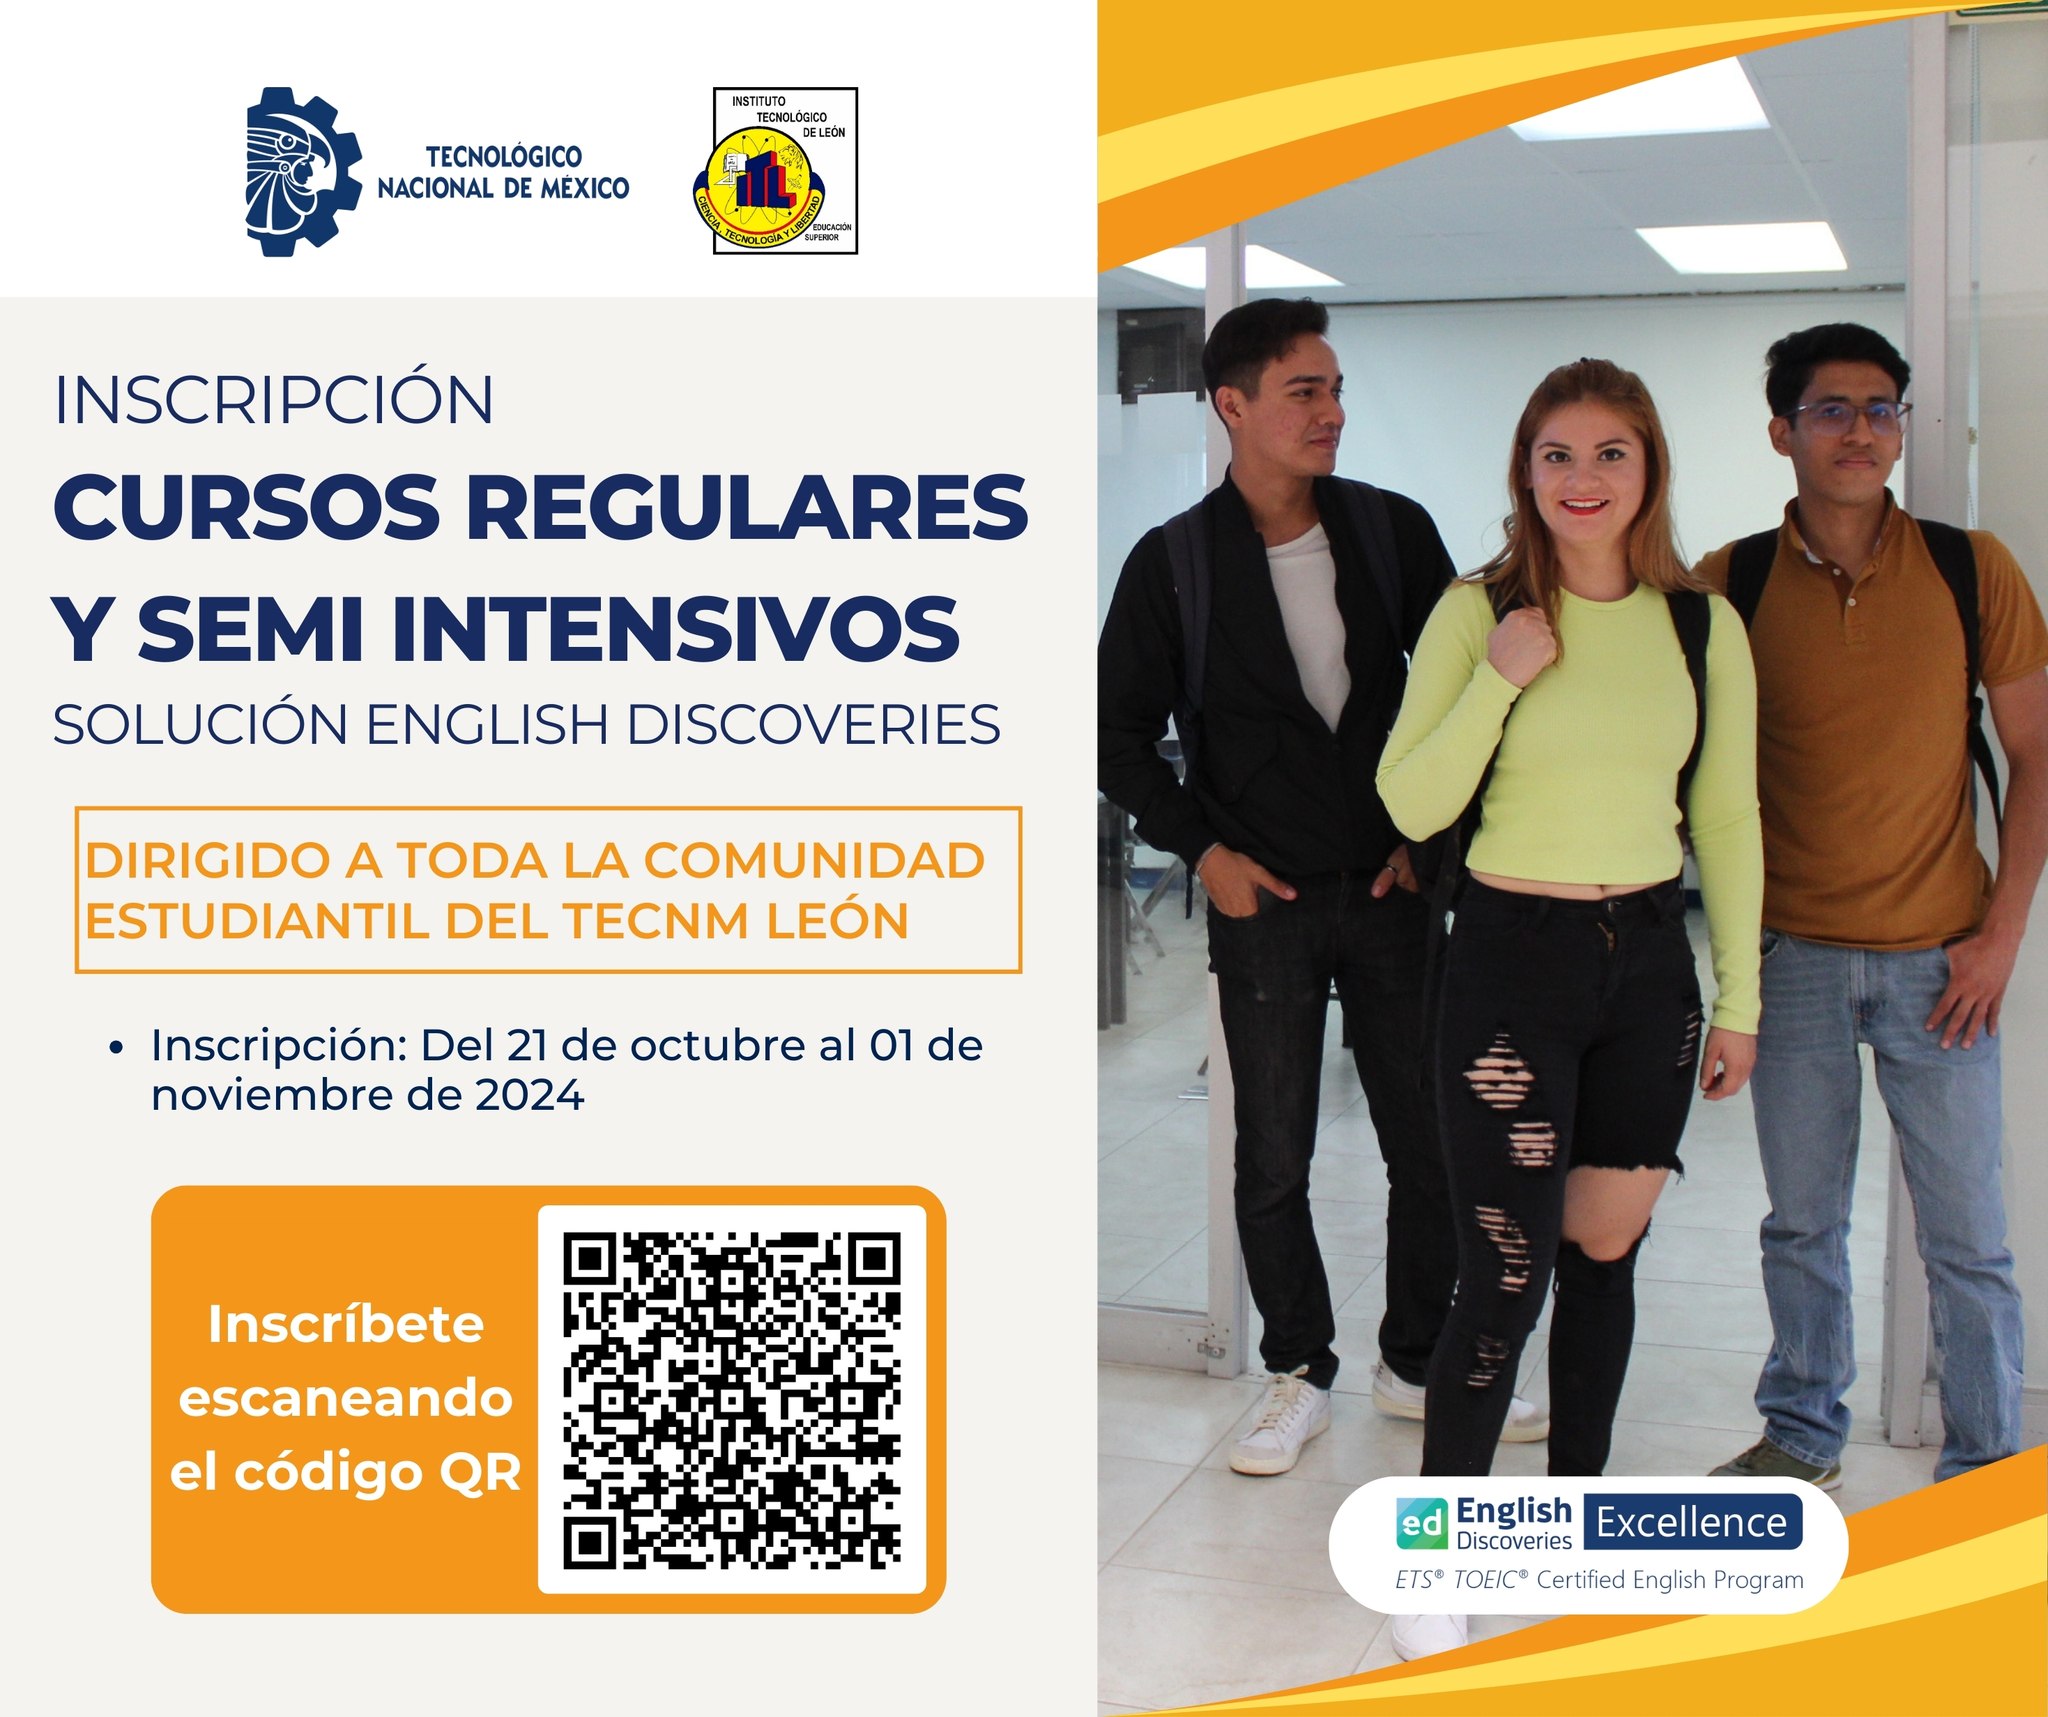 TECNOLÓGICO
NACIONAL DE MÉXICO
INSTITUTO
TECNOLÓGICO
DE LEÓN
ITL
CIENCIA, TECNOLOGÍA Y LIBERTAD
EDUCACIÓN
SUPERIOR
INSCRIPCIÓN
CURSOS REGULARES
Y SEMI INTENSIVOS
SOLUCIÓN ENGLISH DISCOVERIES
DIRIGIDO A TODA LA COMUNIDAD
ESTUDIANTIL DEL TECNM LEÓN
• Inscripción: Del 21 de octubre al 01 de
noviembre de 2024
Inscríbete
escaneando
el código QR
ed English
Discoveries
Excellence
ETS® TOEIC® Certified English Program